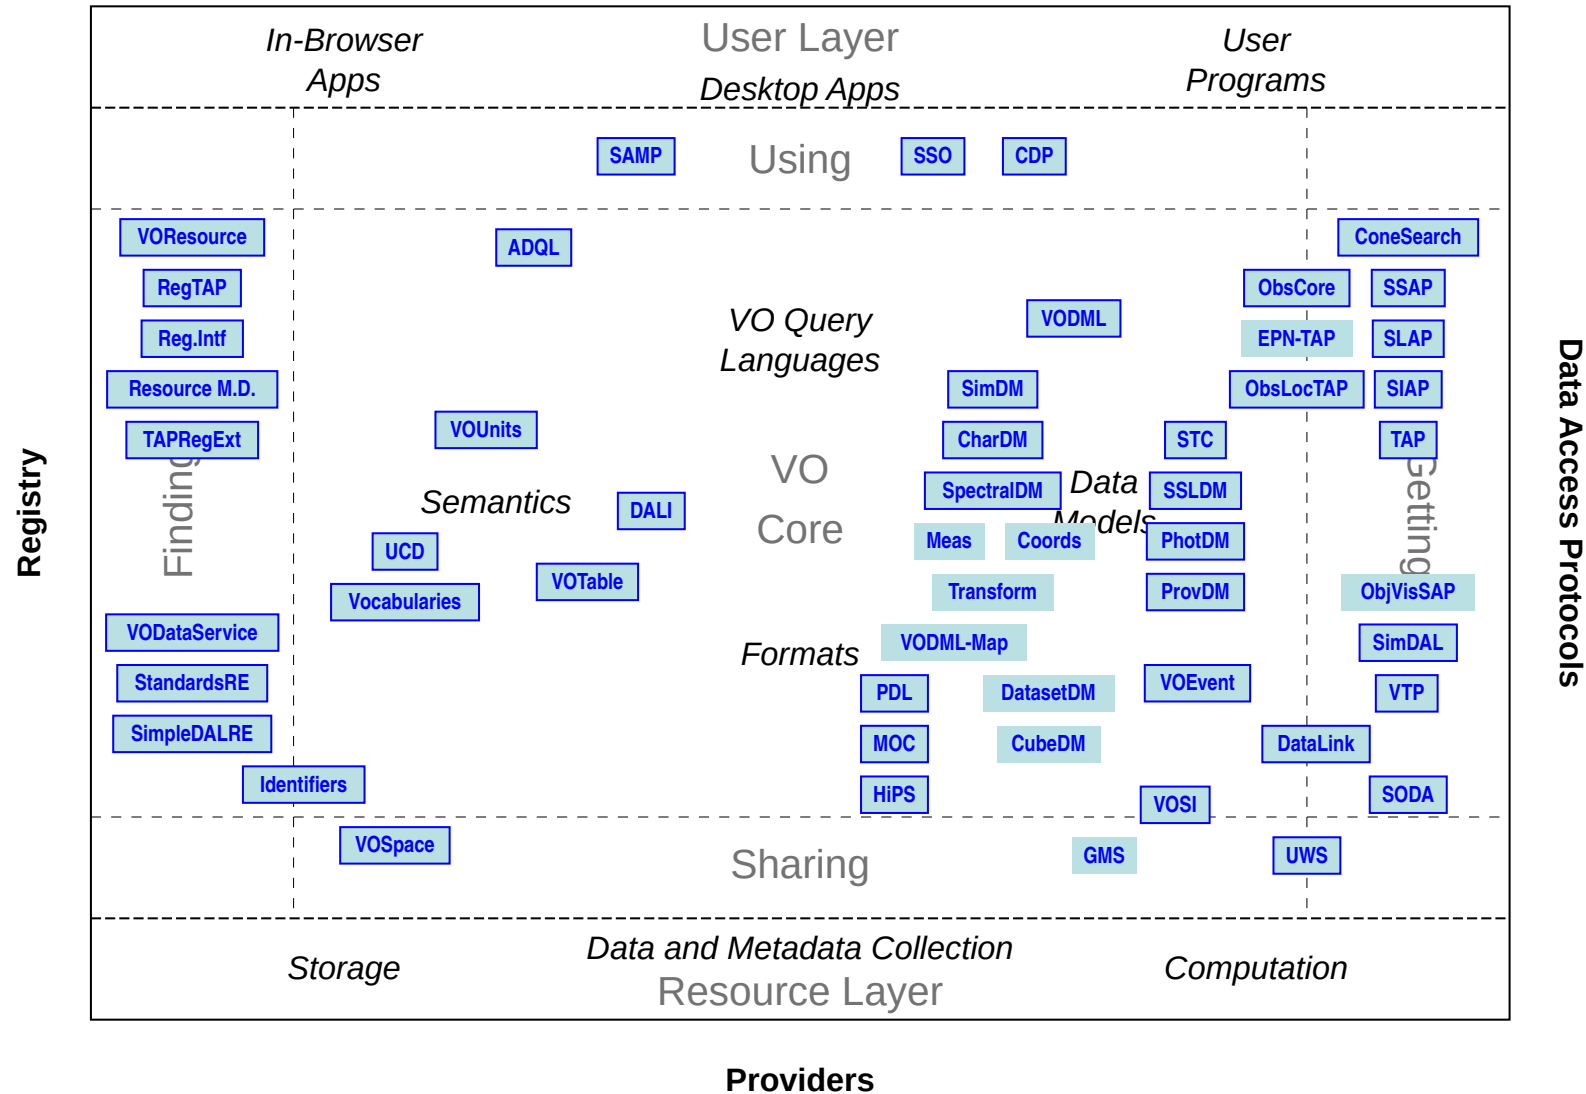 In-Browser
Apps
User Layer
Desktop Apps
User
Programs
SAMP
Using
SSO
CDP
VOResource
ADQL
ConeSearch
RegTAP
ObsCore
SSAP
Reg.Intf
VO Query
Languages
VODML
EPN-TAP
SLAP
Resource M.D.
SimDM
ObsLocTAP
SIAP
TAPRegExt
VOUnits
CharDM
STC
TAP
Registry
Finding
Semantics
DALI
VO
Core
SpectralDM
Data
Models
SSLDM
Getting
Data Access Protocols
UCD
Meas
Coords
PhotDM
Vocabularies
VOTable
Transform
ProvDM
ObjVisSAP
VODataService
Formats
VODML-Map
SimDAL
StandardsRE
PDL
DatasetDM
VOEvent
VTP
SimpleDALRE
MOC
CubeDM
DataLink
Identifiers
HiPS
VOSI
SODA
VOSpace
Sharing
GMS
UWS
Storage
Data and Metadata Collection
Resource Layer
Computation
Providers